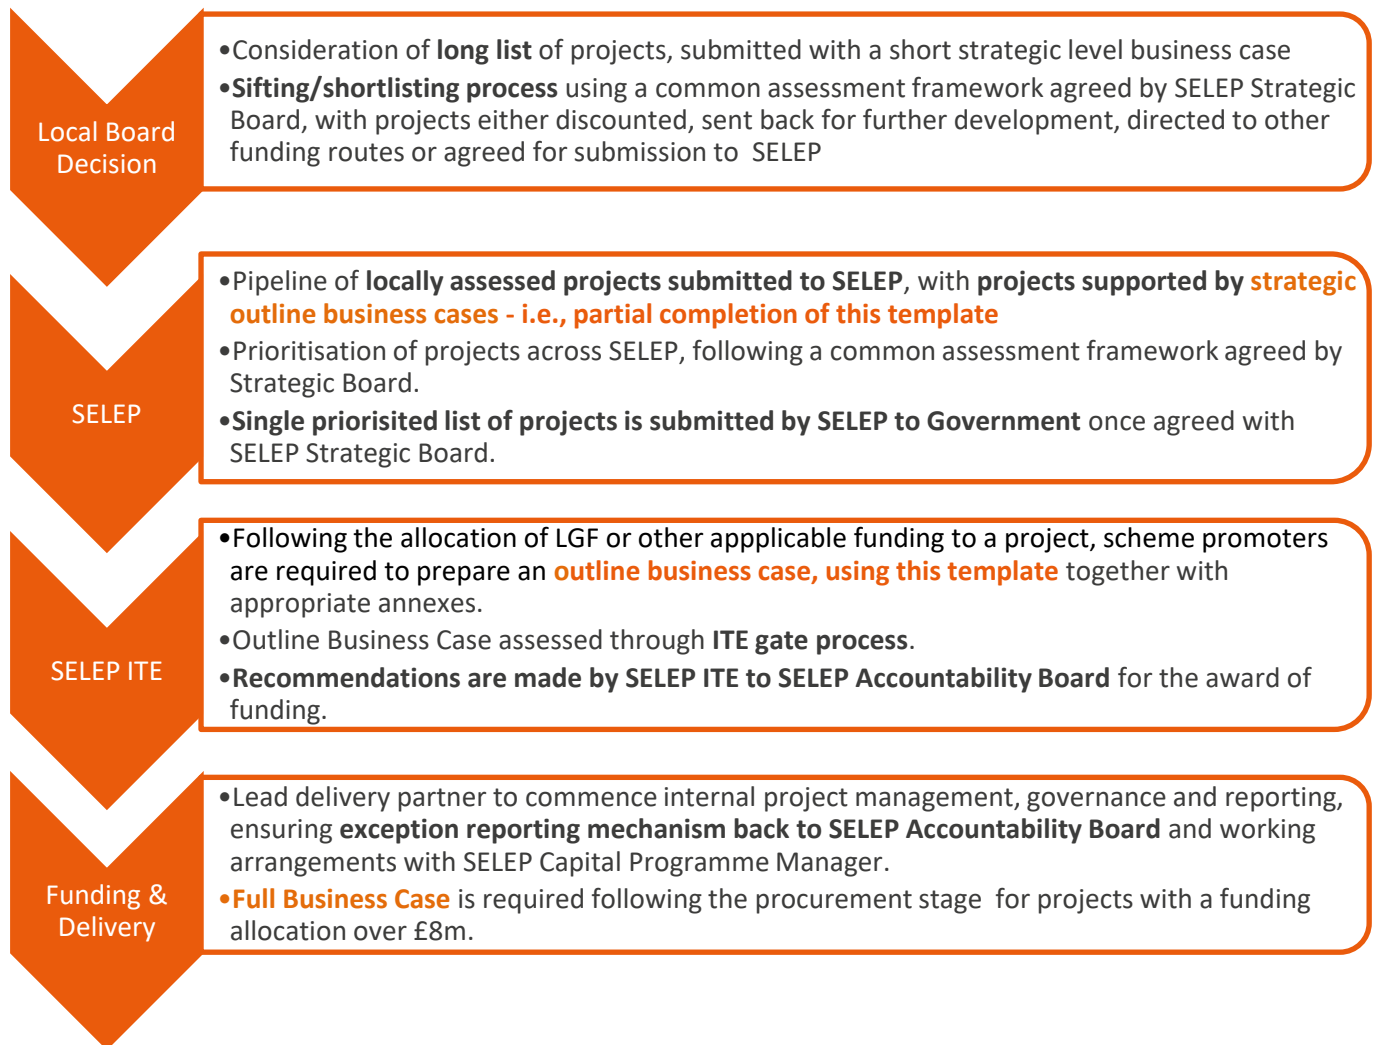 Local Board
Decision
•Consideration of long list of projects, submitted with a short strategic level business case
•Sifting/shortlisting process using a common assessment framework agreed by SELEP Strategic
Board, with projects either discounted, sent back for further development, directed to other
funding routes or agreed for submission to SELEP
SELEP
•Pipeline of locally assessed projects submitted to SELEP, with projects supported by strategic
outline business cases - i.e., partial completion of this template
•Prioritisation of projects across SELEP, following a common assessment framework agreed by
Strategic Board.
•Single priorisited list of projects is submitted by SELEP to Government once agreed with
SELEP Strategic Board.
SELEP ITE
•Following the allocation of LGF or other appplicable funding to a project, scheme promoters
are required to prepare an outline business case, using this template together with
appropriate annexes.
•Outline Business Case assessed through ITE gate process.
•Recommendations are made by SELEP ITE to SELEP Accountability Board for the award of
funding.
Funding &
Delivery
•Lead delivery partner to commence internal project management, governance and reporting,
ensuring exception reporting mechanism back to SELEP Accountability Board and working
arrangements with SELEP Capital Programme Manager.
•Full Business Case is required following the procurement stage for projects with a funding
allocation over £8m.